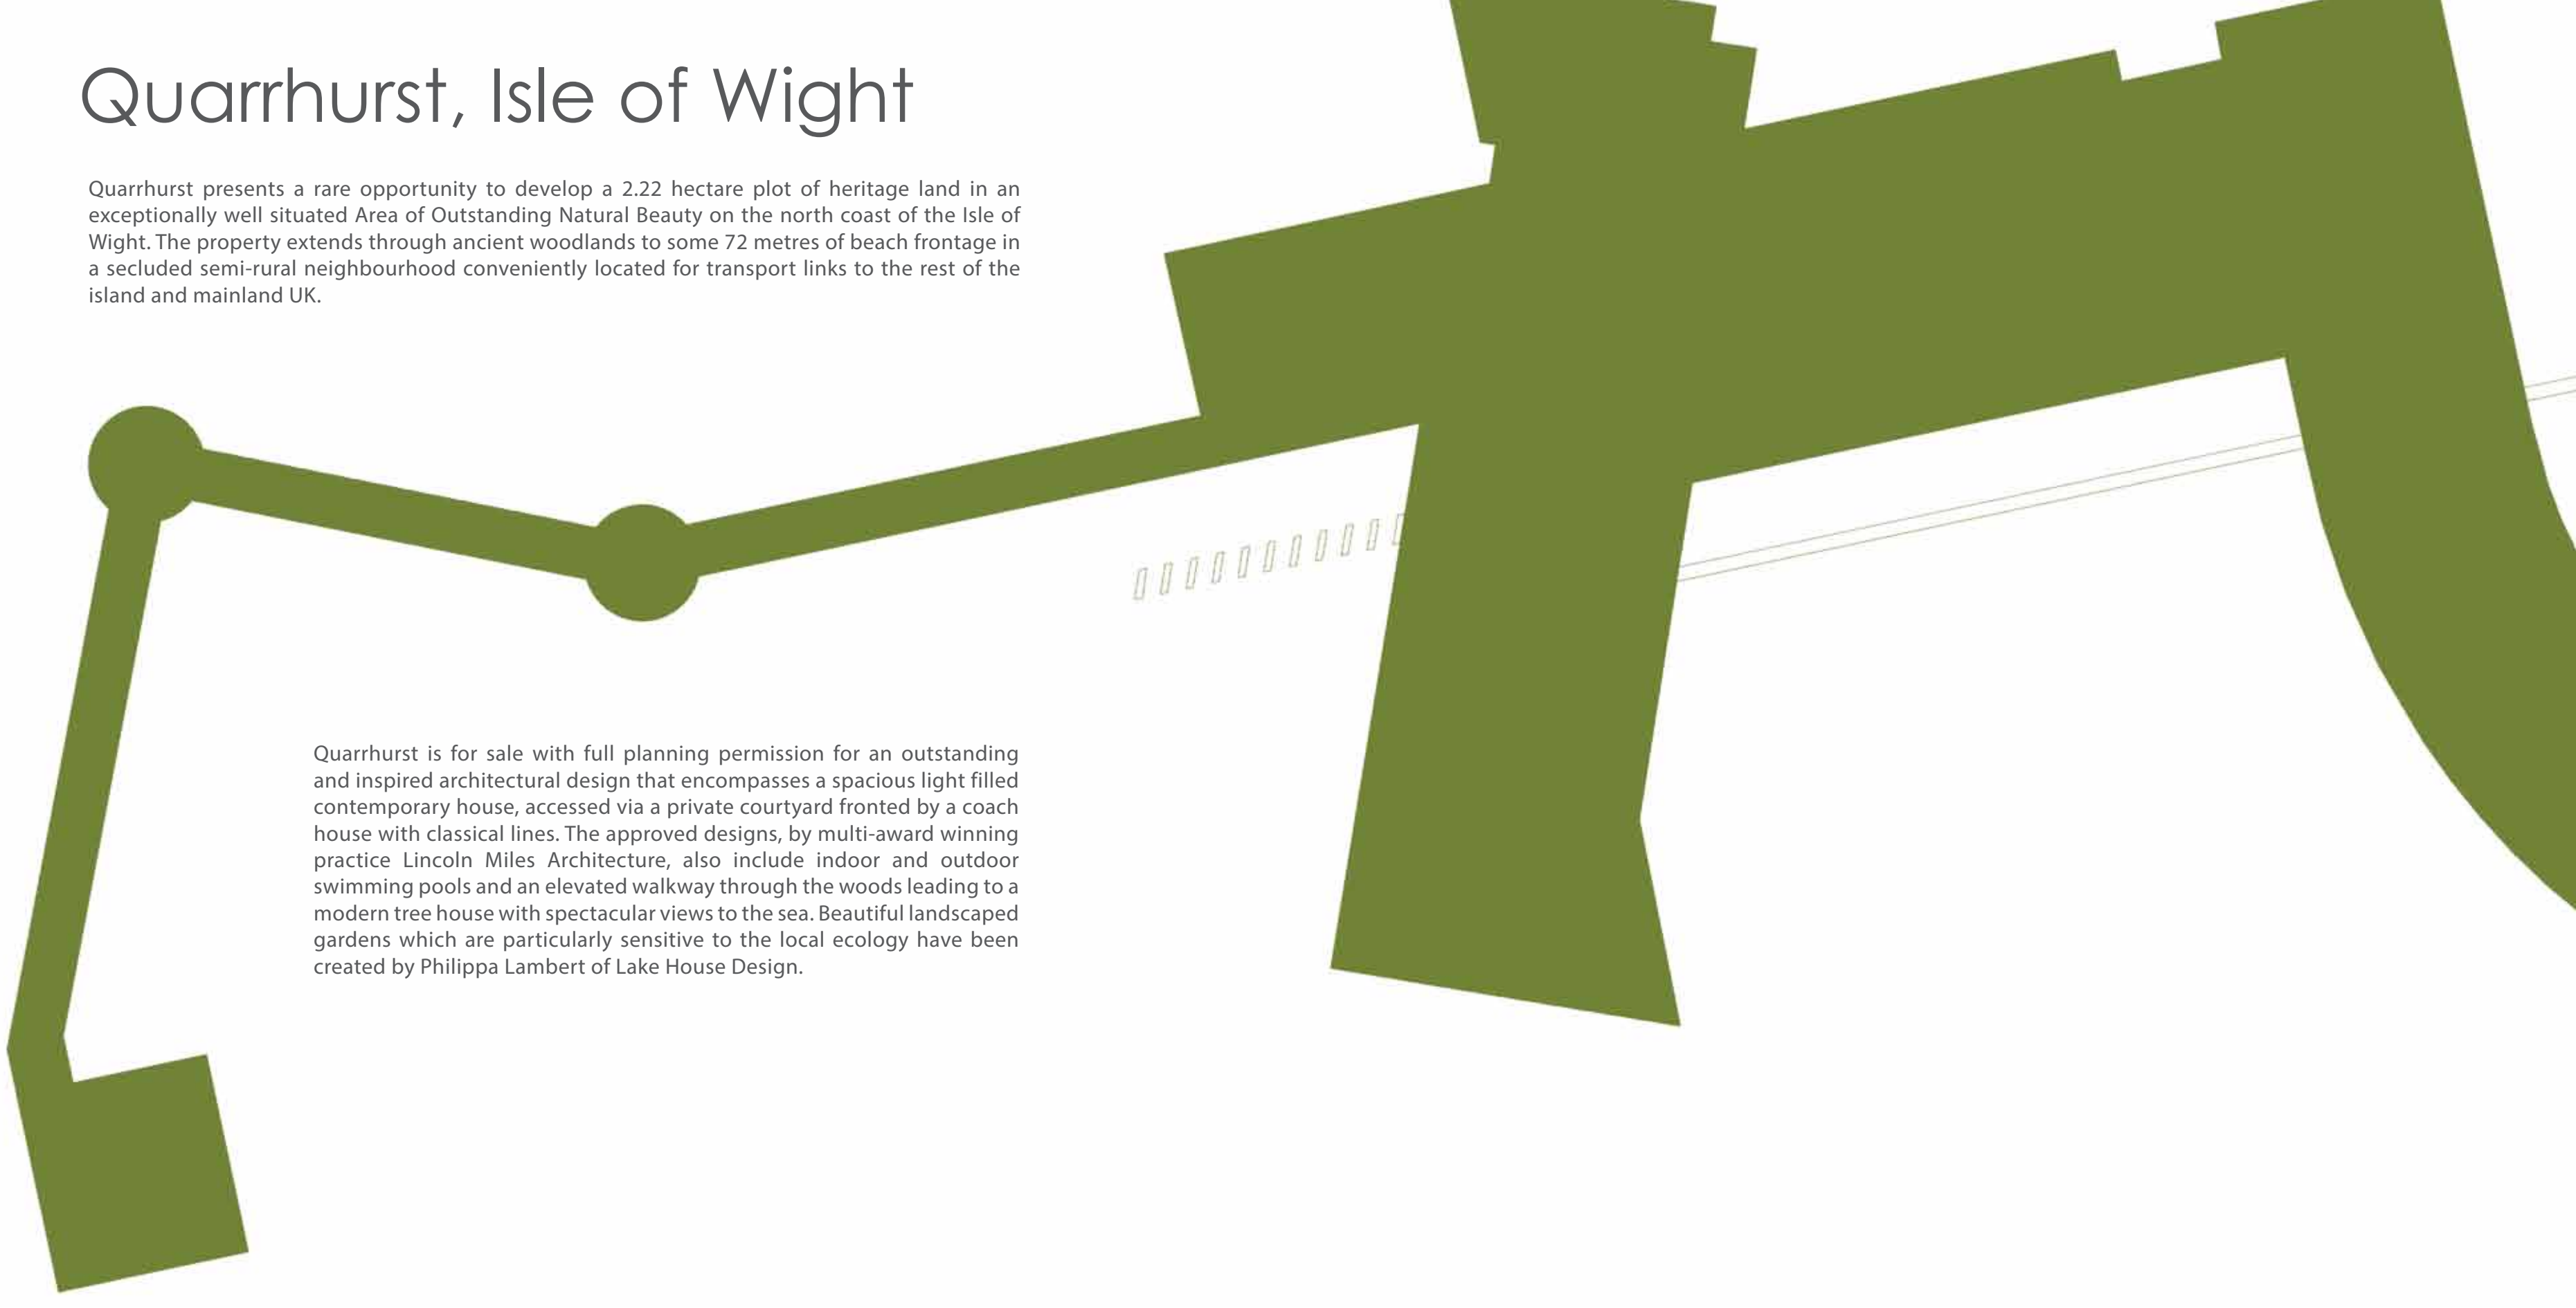 Quarrhurst, Isle of Wight
Quarrhurst presents a rare opportunity to develop a 2.22 hectare plot of heritage land in an
exceptionally well situated Area of Outstanding Natural Beauty on the north coast of the Isle of
Wight. The property extends through ancient woodlands to some 72 metres of beach frontage in
a secluded semi-rural neighbourhood conveniently located for transport links to the rest of the
island and mainland UK.
Quarrhurst is for sale with full planning permission for an outstanding
and inspired architectural design that encompasses a spacious light filled
contemporary house, accessed via a private courtyard fronted by a coach
house with classical lines. The approved designs, by multi-award winning
practice Lincoln Miles Architecture, also include indoor and outdoor
swimming pools and an elevated walkway through the woods leading to a
modern tree house with spectacular views to the sea. Beautiful landscaped
gardens which are particularly sensitive to the local ecology have been
created by Philippa Lambert of Lake House Design.